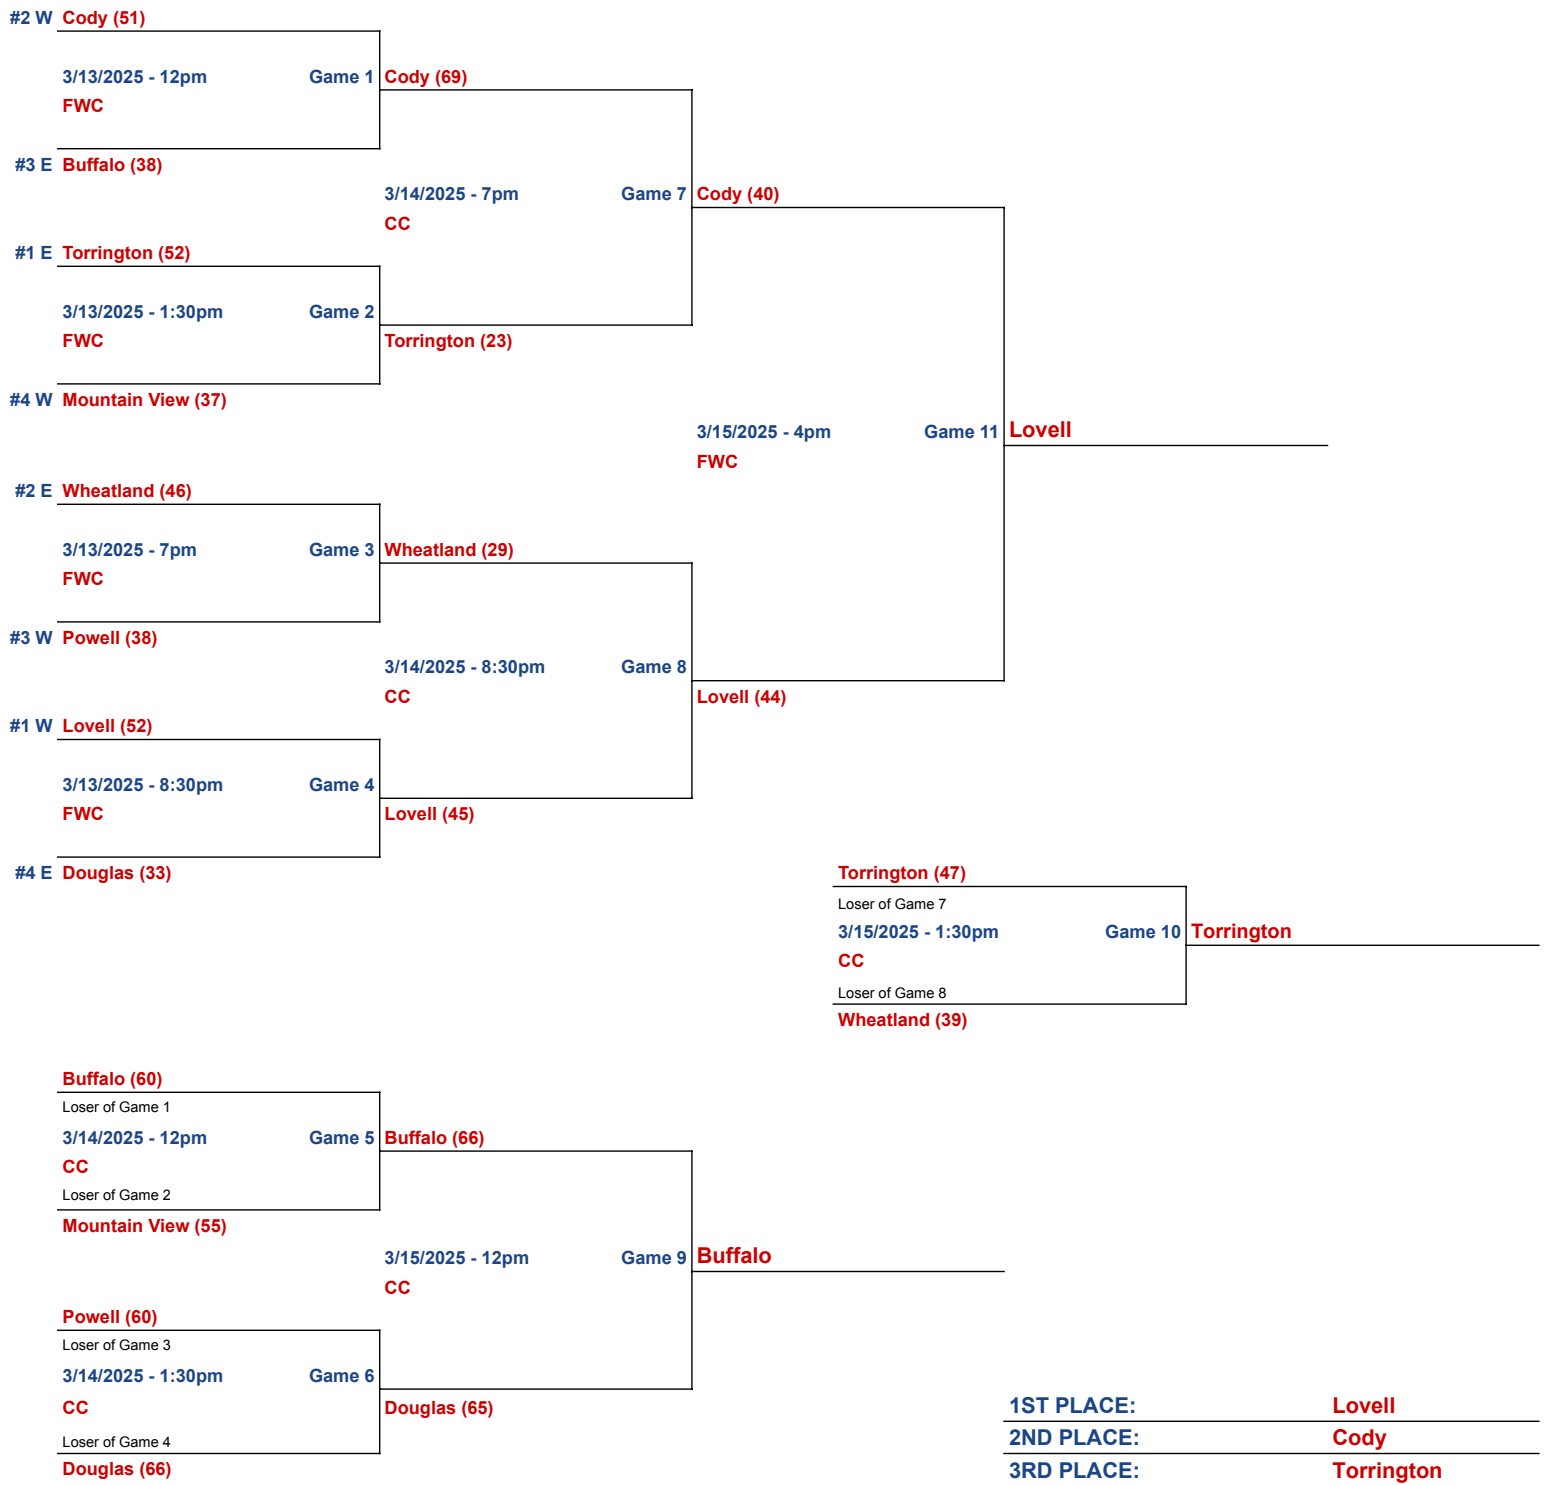 #2 W Cody (51)
3/13/2025 - 12pm Game 1 Cody (69)
FWC
#3 E Buffalo (38)
3/14/2025 - 7pm Game 7 Cody (40)
CC
#1 E Torrington (52)
3/13/2025 - 1:30pm Game 2
FWC Torrington (23)
#4 W Mountain View (37)
3/15/2025 - 4pm Game 11 Lovell
FWC
#2 E Wheatland (46)
3/13/2025 - 7pm Game 3 Wheatland (29)
FWC
#3 W Powell (38)
3/14/2025 - 8:30pm Game 8
CC Lovell (44)
#1 W Lovell (52)
3/13/2025 - 8:30pm Game 4
FWC Lovell (45)
#4 E Douglas (33) Torrington (47)
Loser of Game 7
3/15/2025 - 1:30pm Game 10 Torrington
CC
Loser of Game 8
Wheatland (39)
Buffalo (60)
Loser of Game 1
3/14/2025 - 12pm Game 5 Buffalo (66)
CC
Loser of Game 2
Mountain View (55)
3/15/2025 - 12pm Game 9 Buffalo
CC
Powell (60)
Loser of Game 3
3/14/2025 - 1:30pm Game 6
CC Douglas (65) 1ST PLACE: Lovell
Loser of Game 4 2ND PLACE: Cody
Douglas (66) 3RD PLACE: Torrington